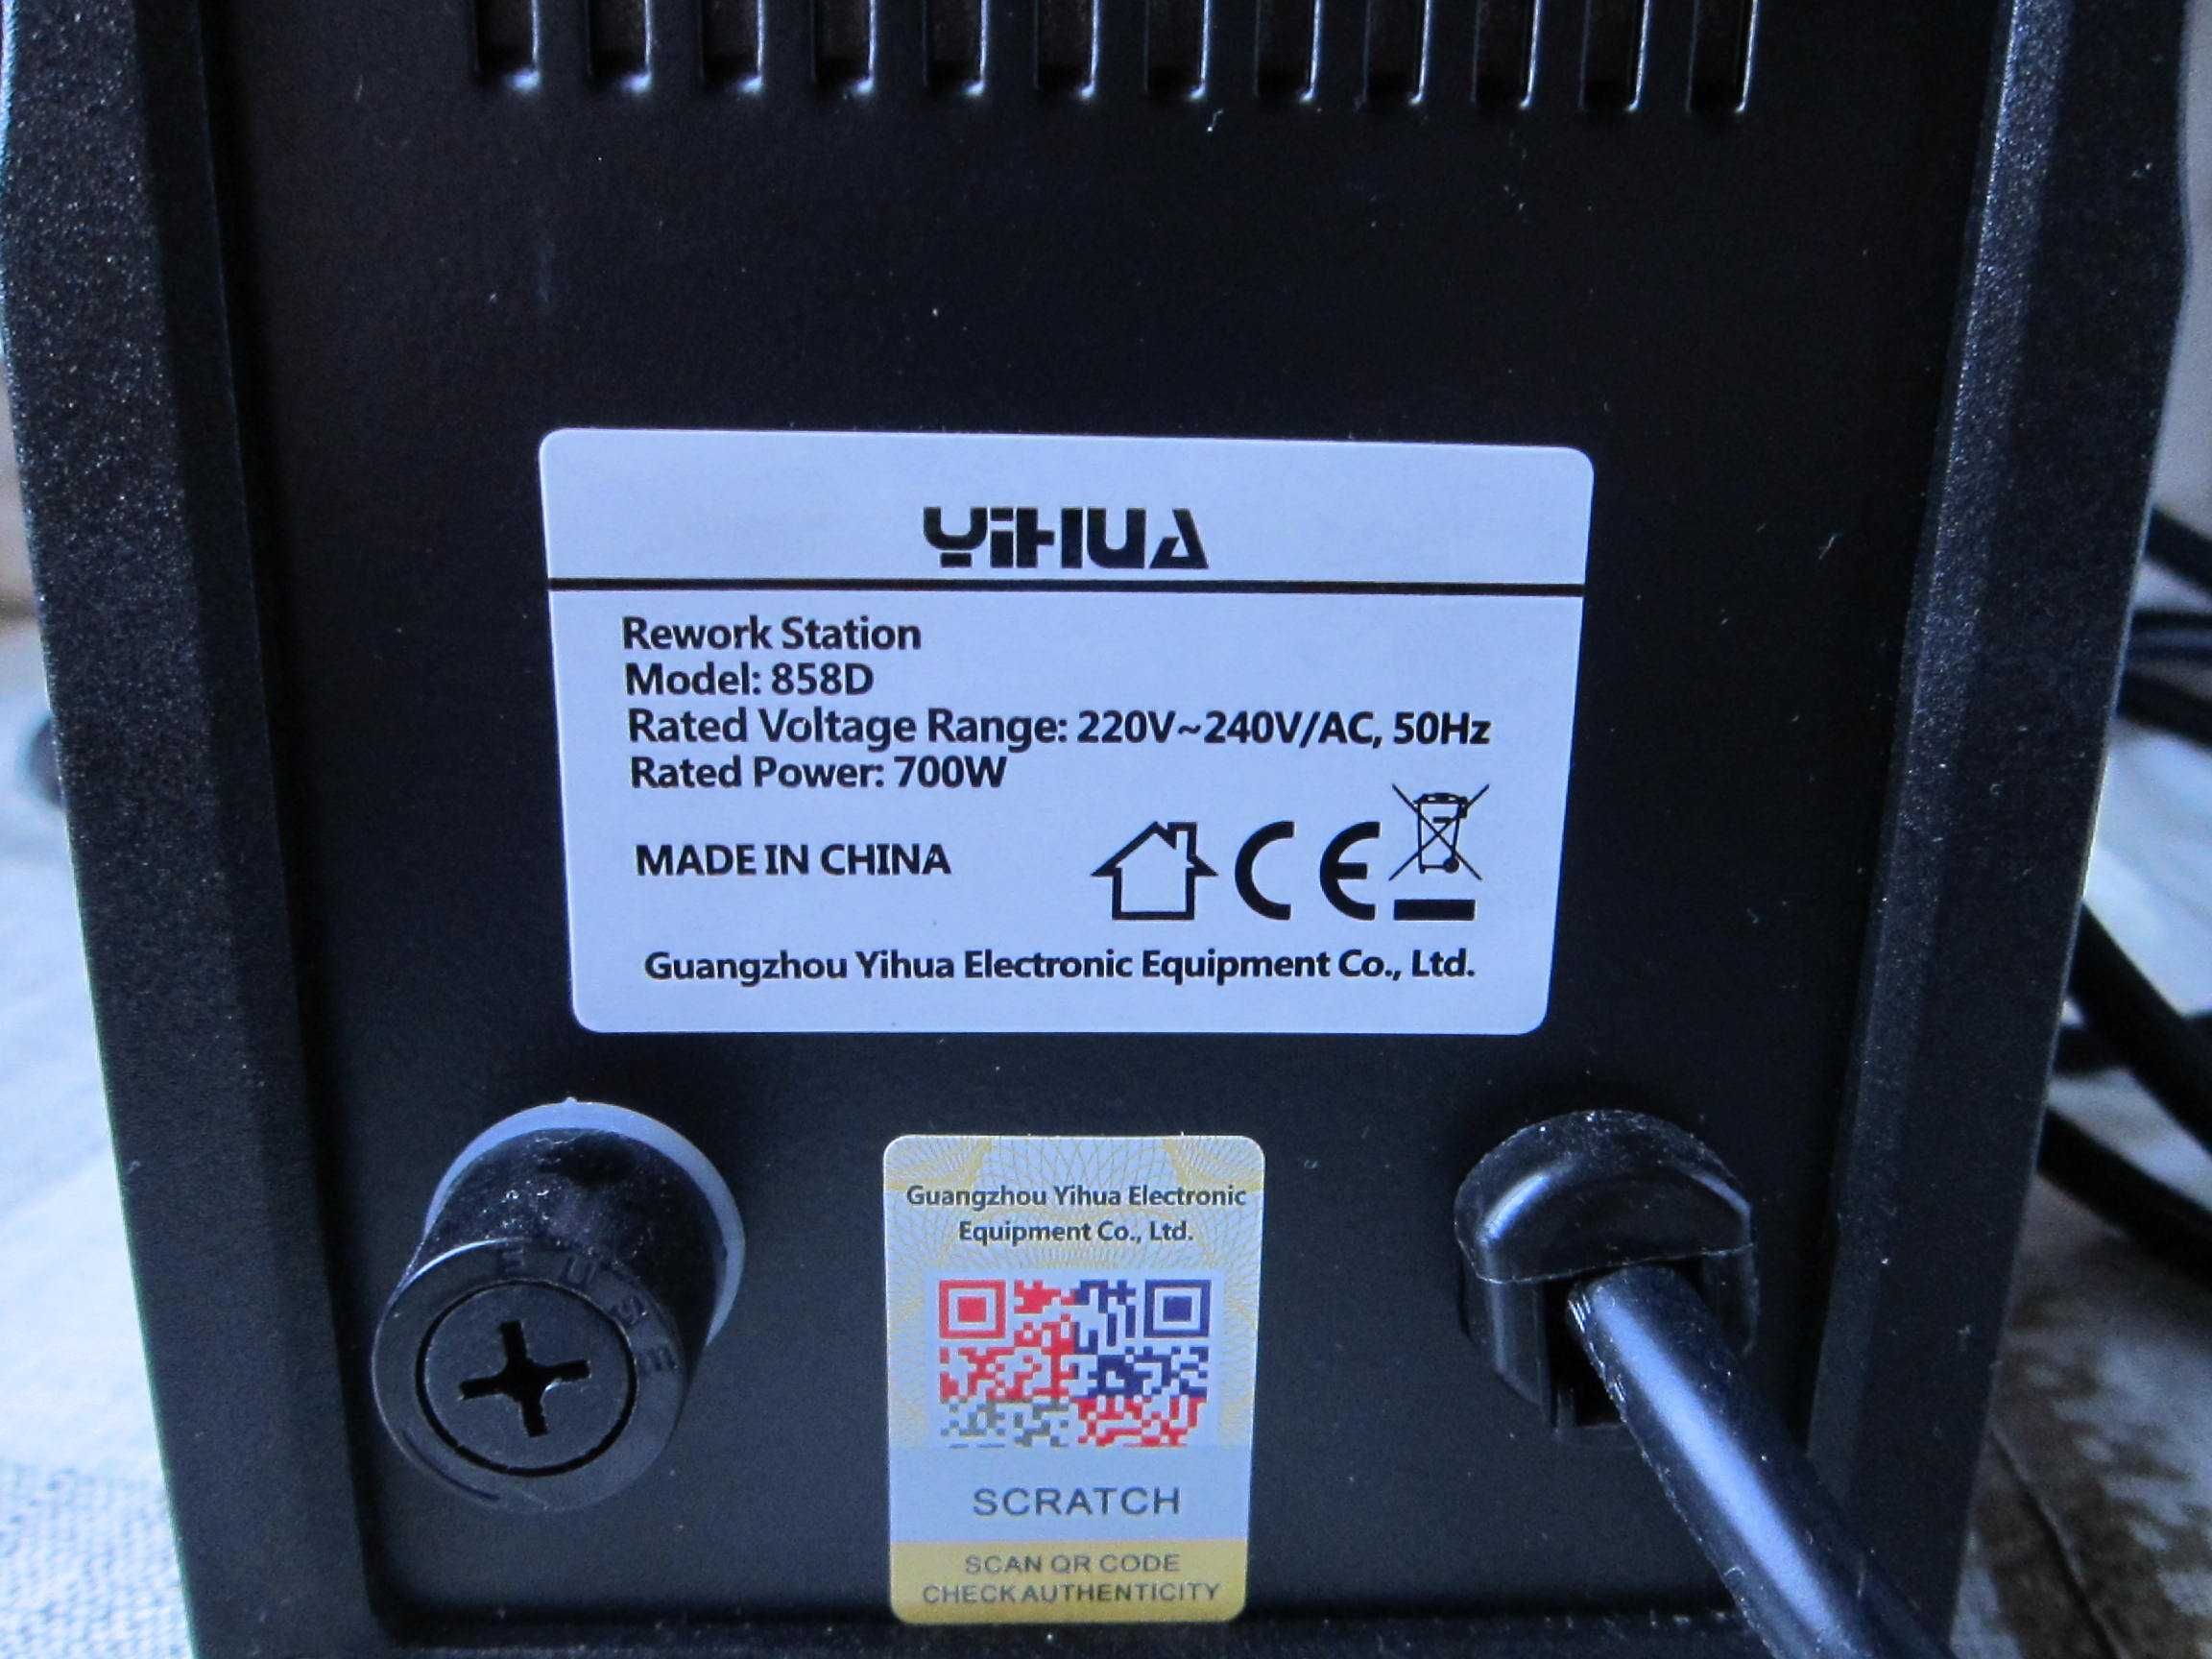 YiHUA
Rework Station
Model: 858D
Rated Voltage Range: 220V~240V/AC, 50Hz
Rated Power: 700W
MADE IN CHINA
CE
Guangzhou Yihua Electronic Equipment Co., Ltd.
FUSE
Guangzhou Yihua Electronic
Equipment Co., Ltd.
SCRATCH
SCAN QR CODE
CHECK AUTHENTICITY